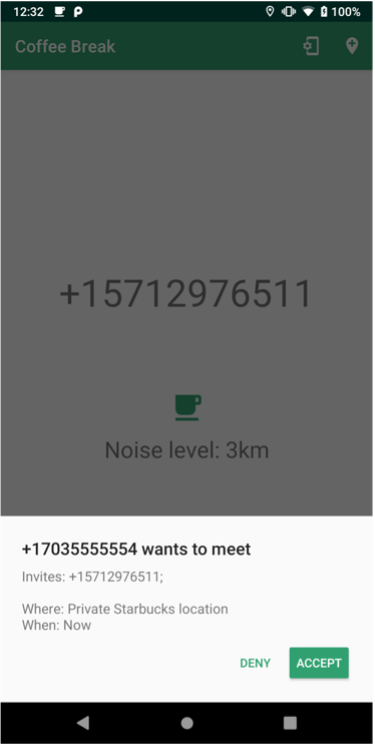 12:32
100%
Coffee Break
+15712976511
Noise level: 3km
+17035555554 wants to meet
Invites: +15712976511;
Where: Private Starbucks location
When: Now
DENY
ACCEPT